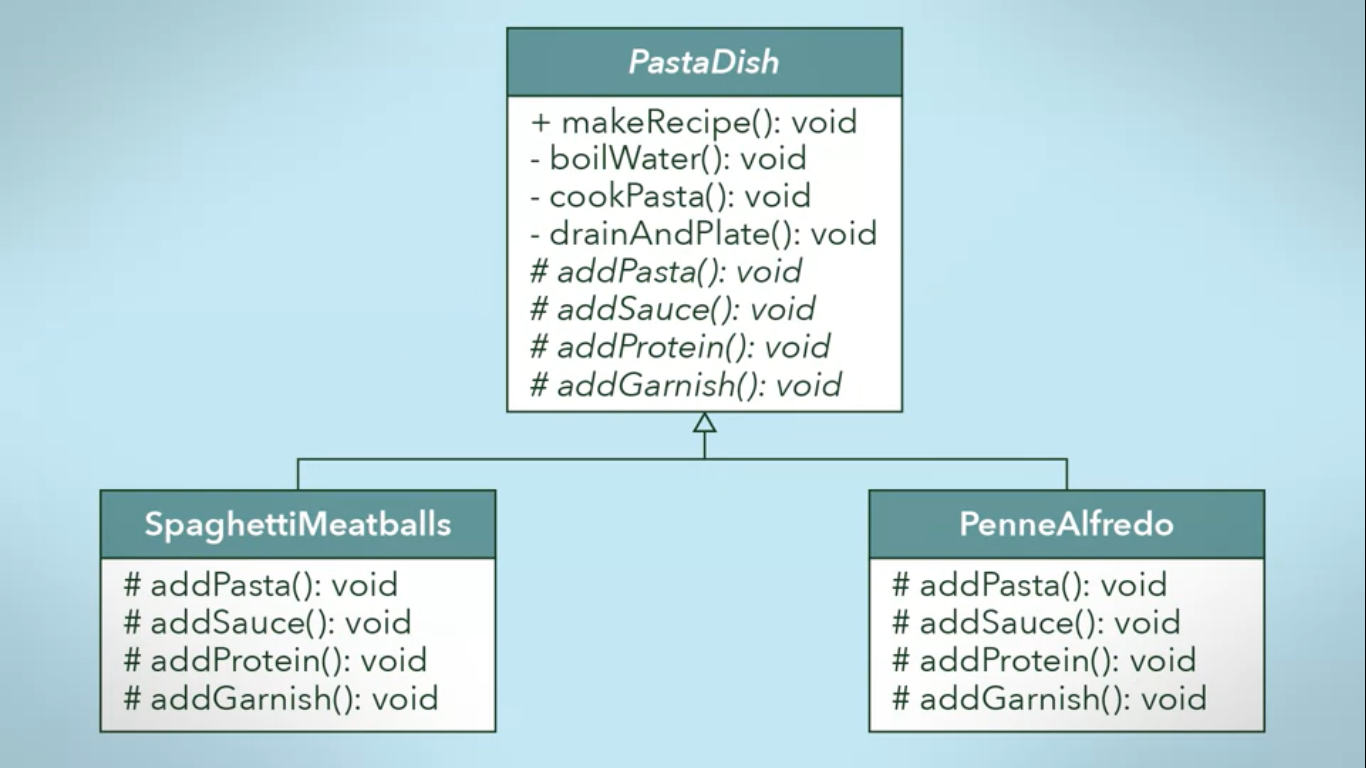 PastaDish
+ makeRecipe(): void
- boilWater(): void
- cookPasta(): void
- drainAndPlate(): void
# addPasta(): void
# addSauce(): void
# addProtein(): void
# addGarnish(): void
SpaghettiMeatballs
# addPasta(): void
# addSauce(): void
# addProtein(): void
# addGarnish(): void
PenneAlfredo
# addPasta(): void
# addSauce(): void
# addProtein(): void
# addGarnish(): void